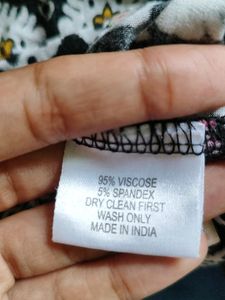 95% VISCOSE
5% SPANDEX
DRY CLEAN FIRST
WASH ONLY
MADE IN INDIA